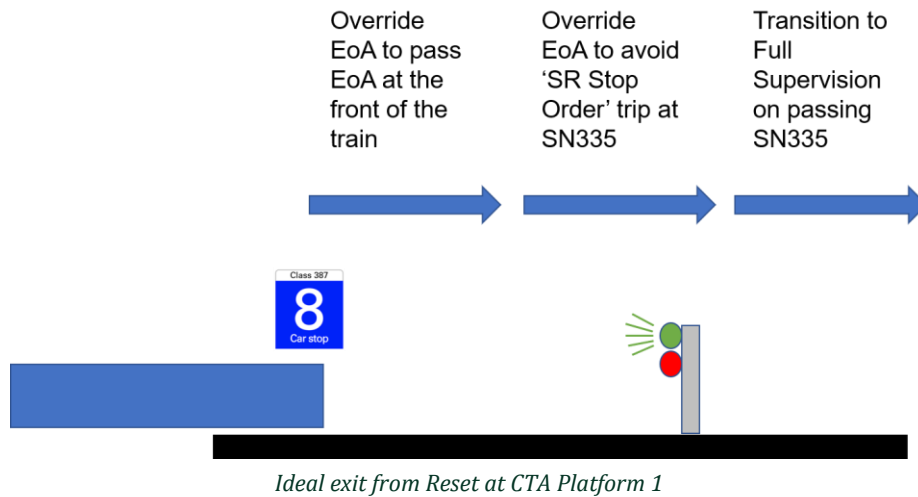 Override
EoA to pass
EoA at the
front of the
train
Override
EoA to avoid
‘SR Stop
Order’ trip at
SN335
Transition to
Full
Supervision
on passing
SN335
Class 387
8
Car stop
Ideal exit from Reset at CTA Platform 1